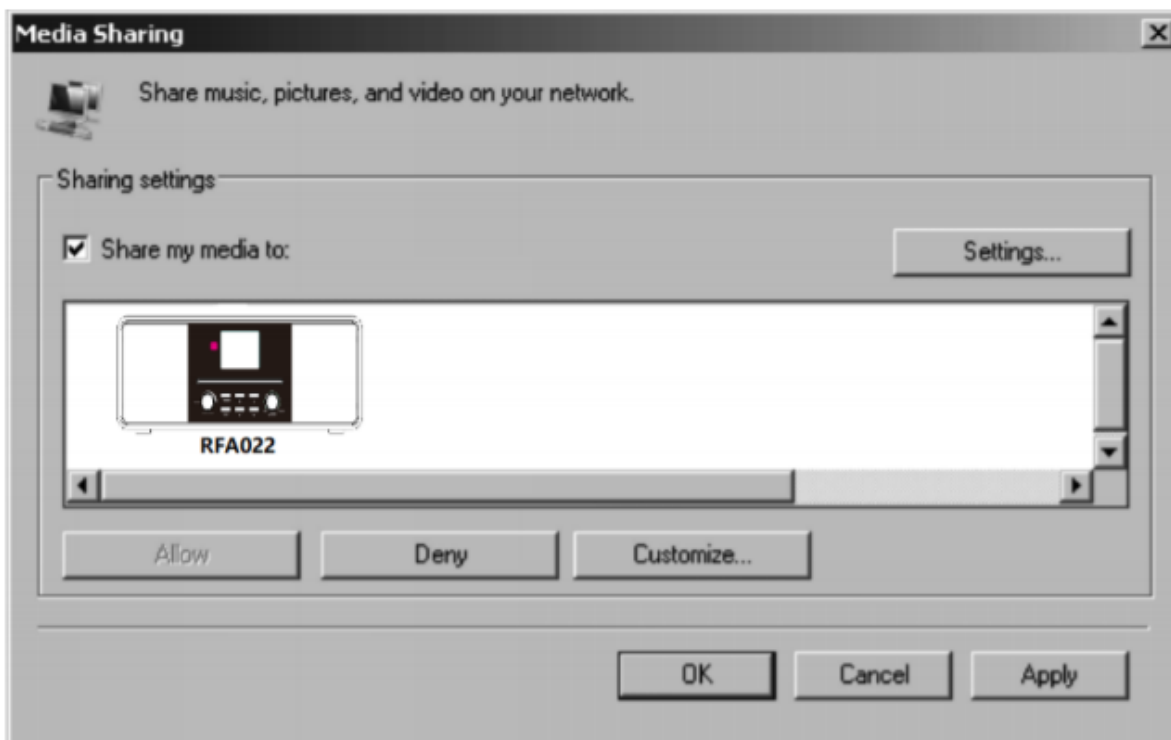 Media Sharing
Share music, pictures, and video on your network.
Sharing settings
Share my media to:
Settings...
RFA022
Allow
Deny
Customize...
OK
Cancel
Apply